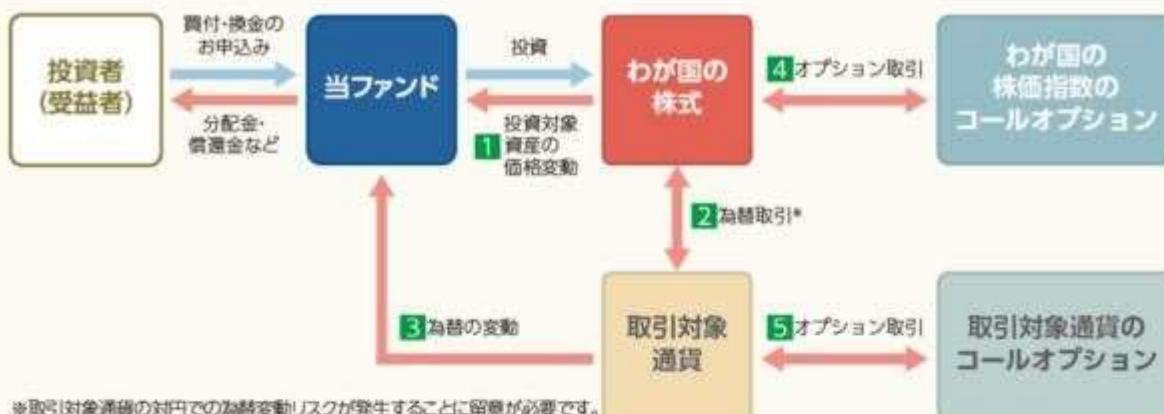 買付・換金の
お申込み
投資者
(受益者)
分配金・
償還金など
当ファンド
投資
1 投資対象
資産の
価格変動
わが国の
株式
4 オプション取引
わが国の
株価指数の
コールオプション
2 為替取引*
3 為替の変動
取引対象
通貨
5 オプション取引
取引対象通貨の
コールオプション
※取引対象通貨の対円での為替変動リスクが発生することに留意が必要です。